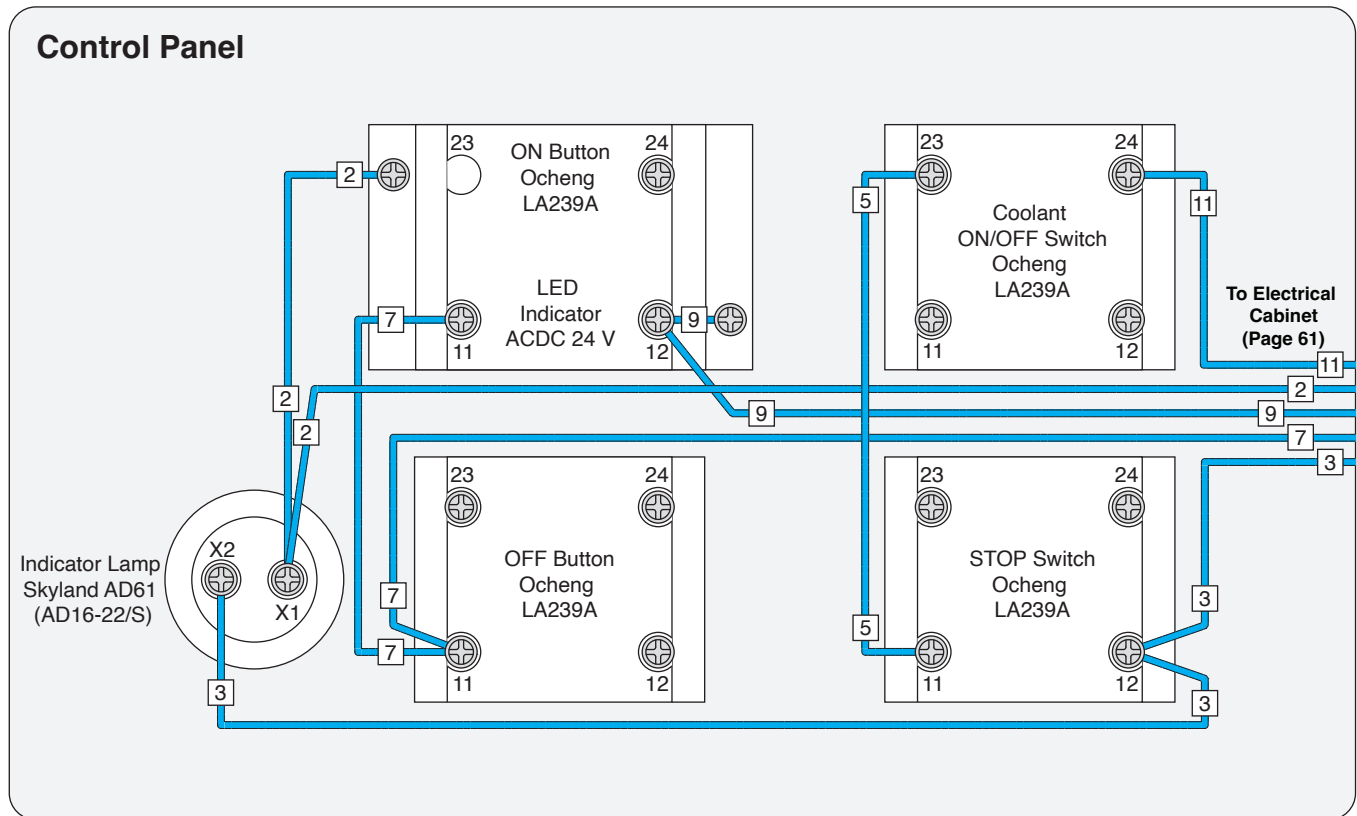 Control Panel
23
ON Button
Ocheng
LA239A
24
2
LED
Indicator
ACDC 24 V
7
11
12
9
23
24
5
11
Coolant
ON/OFF Switch
Ocheng
LA239A
11
12
To Electrical
Cabinet
(Page 61)
11
2
2
2
9
9
7
3
Indicator Lamp
Skyland AD61
(AD16-22/S)
X2
X1
3
23
24
OFF Button
Ocheng
LA239A
7
7
11
12
23
24
STOP Switch
Ocheng
LA239A
5
11
12
3
3